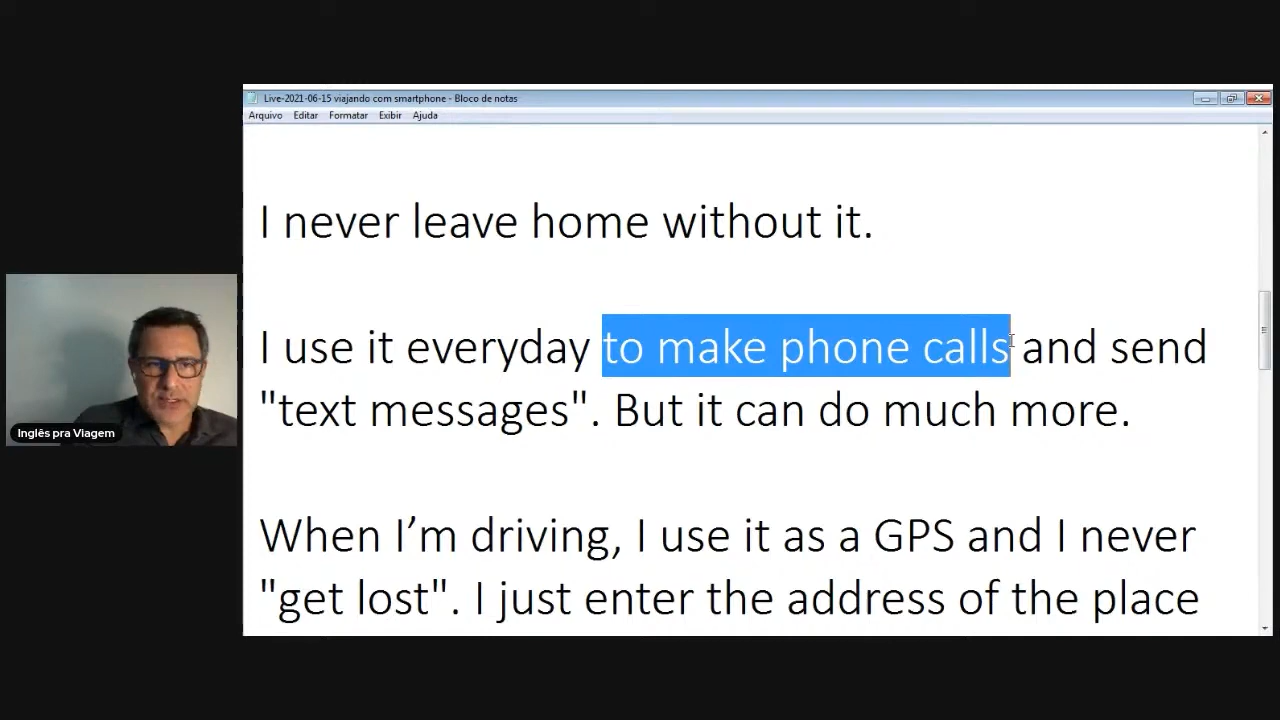 Live-2021-06-15 viajando com smartphone - Bloco de notas
Arquivo Editar Formatar Exibir Ajuda
I never leave home without it.
I use it everyday to make phone calls and send
"text messages". But it can do much more.
Inglês pra Viagem
When I’m driving, I use it as a GPS and I never
"get lost". I just enter the address of the place